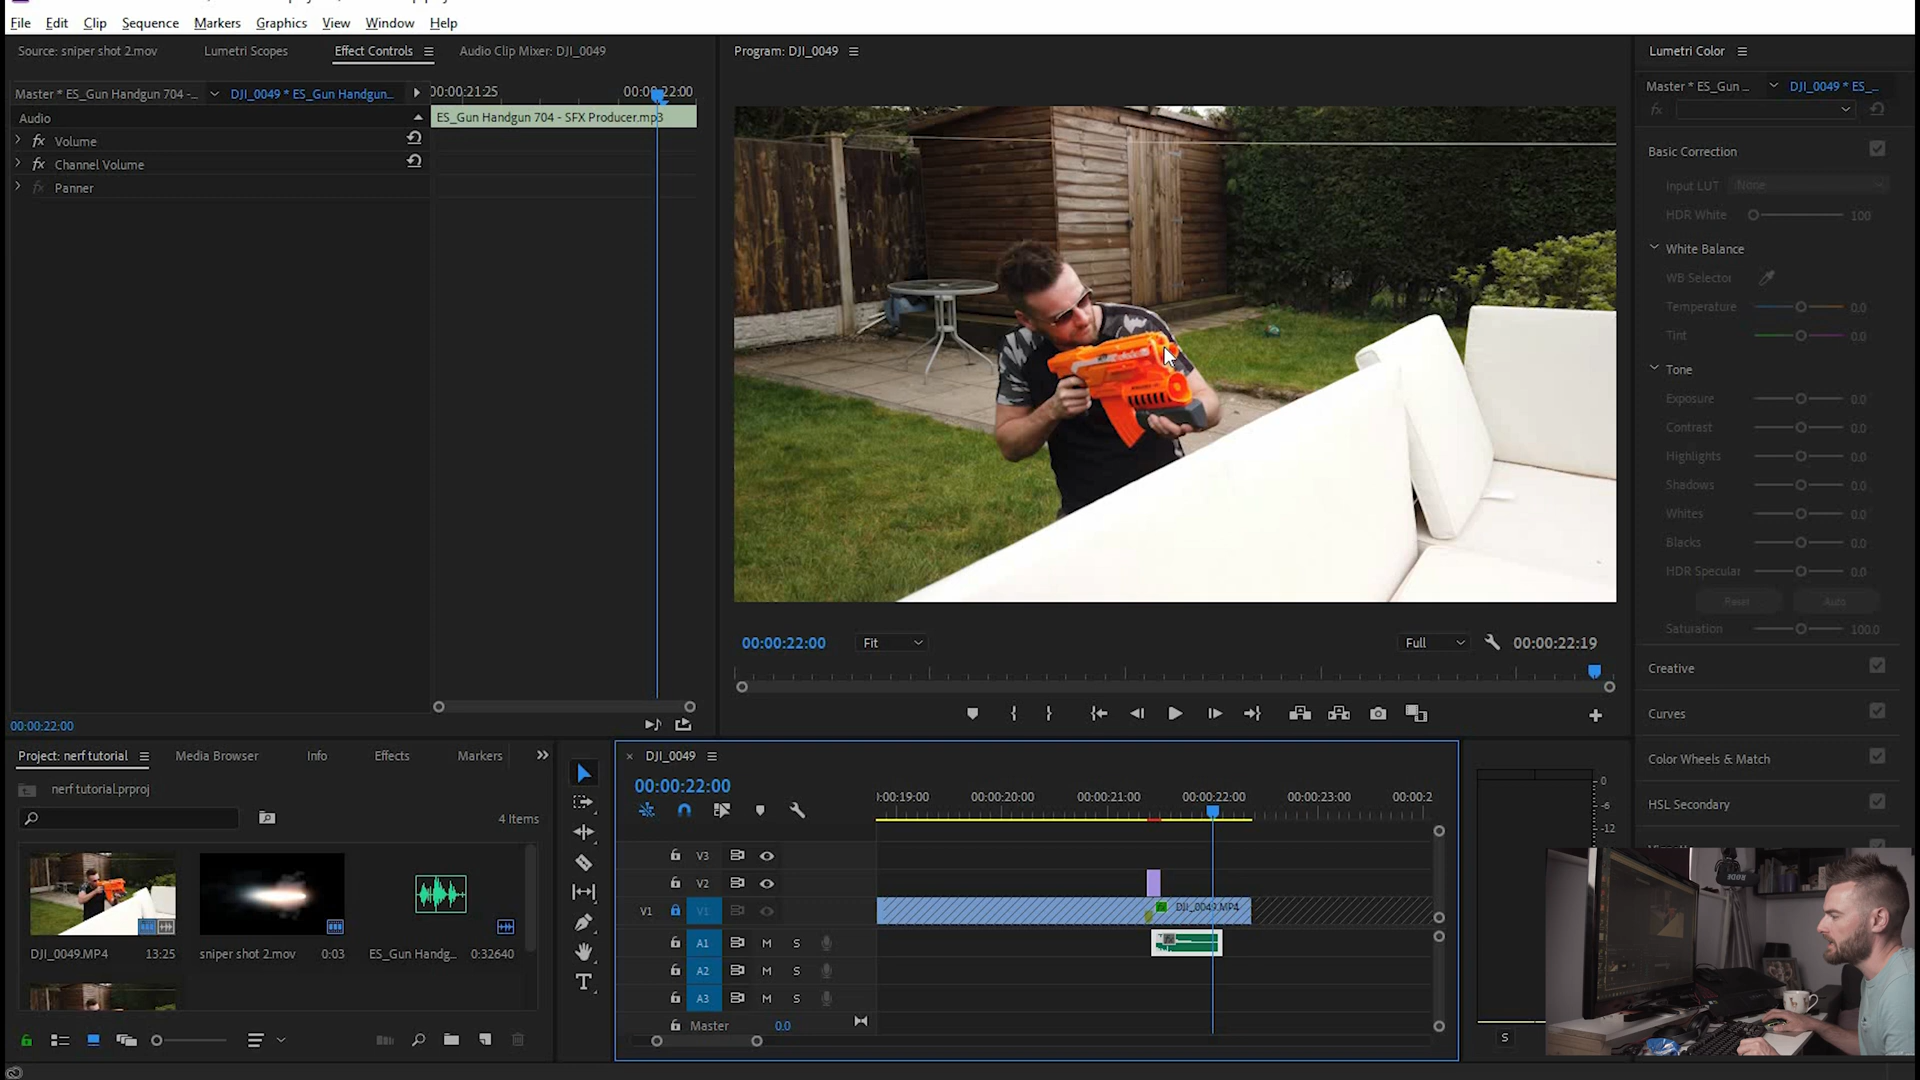 File Edit Clip Sequence Markers Graphics View Window Help
Source: sniper shot 2.mov Lumetri Scopes Effect Controls Audio Clip Mixer: DJI_0049
Program: DJI_0049
Lumetri Color
Master * ES_Gun Handgun 704 -... DJI_0049 * ES_Gun Handgun...
00:00:21:25 00:00:22:00
Master * ES_Gun ... DJI_0049 * ES_...
fx
Audio
ES_Gun Handgun 704 - SFX Producer.mp3
fx Volume
fx Channel Volume
fx Panner
Basic Correction
Input LUT None
HDR White 100
White Balance
WB Selector
Temperature 0.0
Tint 0.0
Tone
Exposure 0.0
Contrast 0.0
Highlights 0.0
Shadows 0.0
Whites 0.0
Blacks 0.0
HDR Specular 0.0
Reset Auto
Saturation 100.0
Creative
Curves
Color Wheels & Match
HSL Secondary
00:00:22:00 Fit Full 00:00:22:19
00:00:22:00
Project: nerf tutorial Media Browser Info Effects Markers
nerf tutorial.prproj
4 Items
DJI_0049.MP4 13:25
sniper shot 2.mov 0:03
ES_Gun Handg... 0:32640
DJI_0049
00:00:22:00
:00:19:00 00:00:20:00 00:00:21:00 00:00:22:00 00:00:23:00 00:00:2
V3
V2
V1 V1 DJI_0049.MP4
A1 M S
A2 M S
A3 M S
Master 0.0
0
-6
-12
S